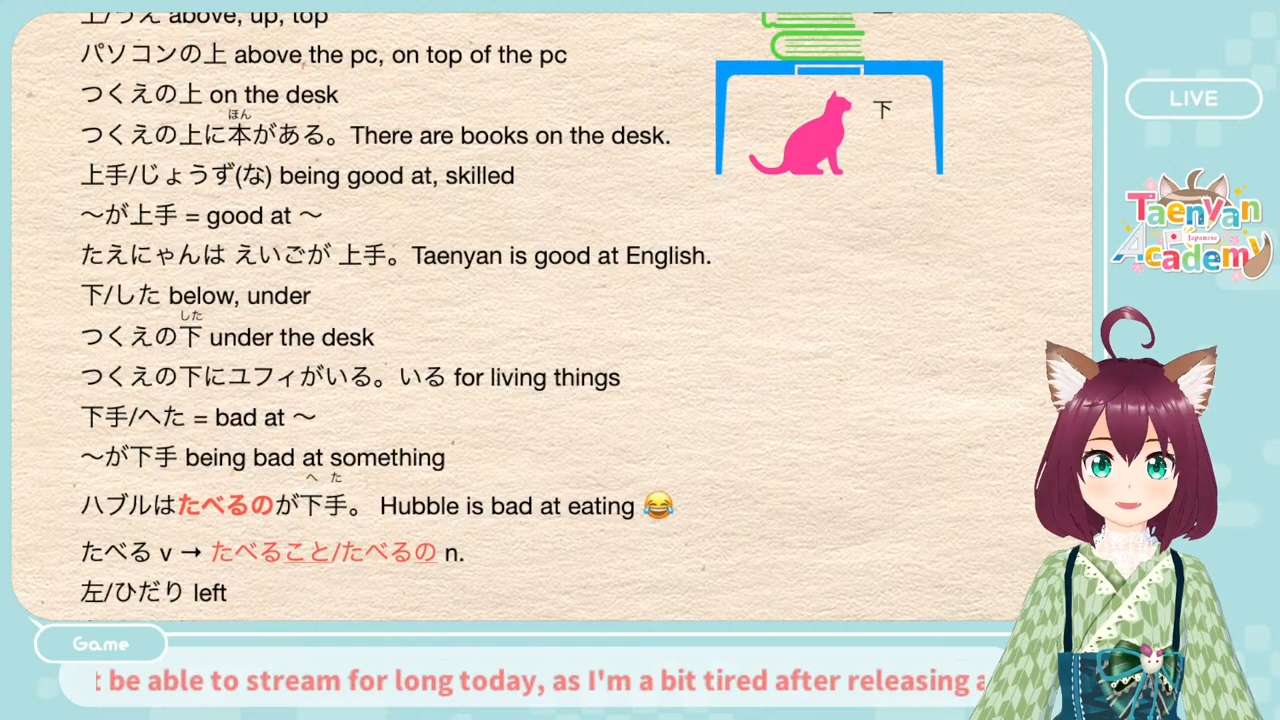 上/うえ above, up, top
パソコンの上 above the pc, on top of the pc
つくえの上 on the desk
ほん
つくえの上に本がある。There are books on the desk.
上手/じょうず(な) being good at, skilled
〜が上手 = good at 〜
たえにゃんは えいごが 上手。Taenyan is good at English.
下/した below, under
した
つくえの下 under the desk
つくえの下にユフィがいる。いる for living things
下手/へた = bad at 〜
〜が下手 being bad at something
へ た
ハブルはたべるのが下手。 Hubble is bad at eating 😂
たべる v → たべること/たべるの n.
左/ひだり left
下
LIVE
Taenyan
Japanese
Academy
Game
t be able to stream for long today, as I'm a bit tired after releasing a